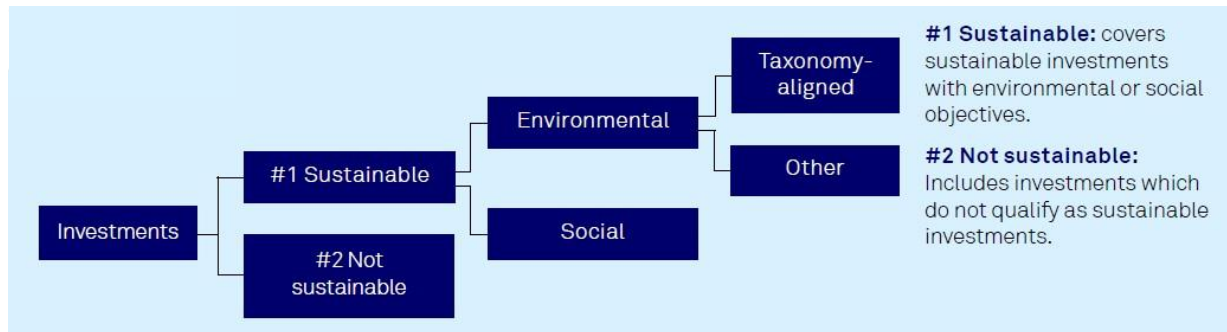 Investments
#1 Sustainable
#2 Not
sustainable
Environmental
Social
Taxonomy-
aligned
Other
#1 Sustainable: covers
sustainable investments
with environmental or social
objectives.
#2 Not sustainable:
Includes investments which
do not qualify as sustainable
investments.